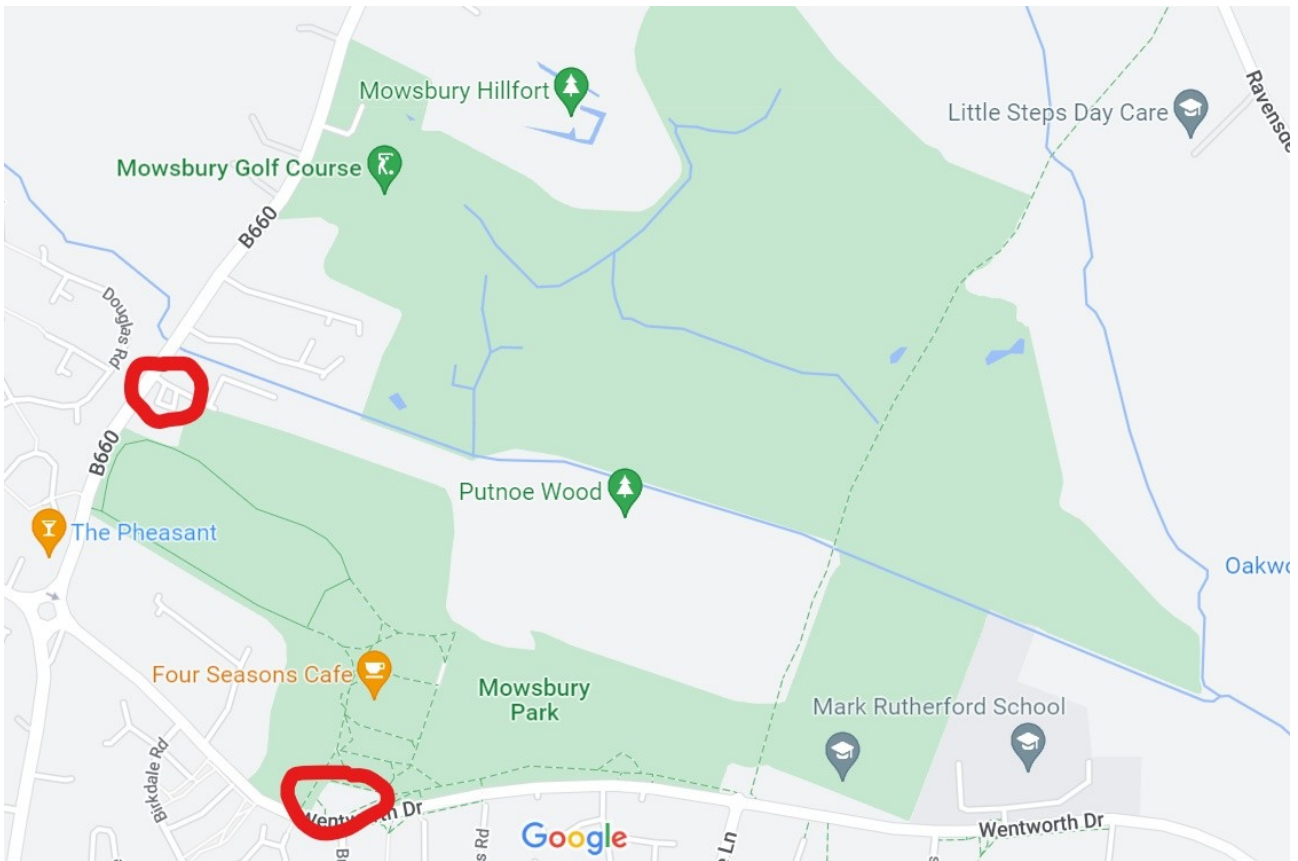 Mowsbury Hillfort
Little Steps Day Care
Mowsbury Golf Course
B660
Douglas Rd
B660
Putnoe Wood
The Pheasant
Four Seasons Cafe
Mowsbury
Park
Mark Rutherford School
Birkdale Rd
Wentworth Dr
Google
Wentworth Dr